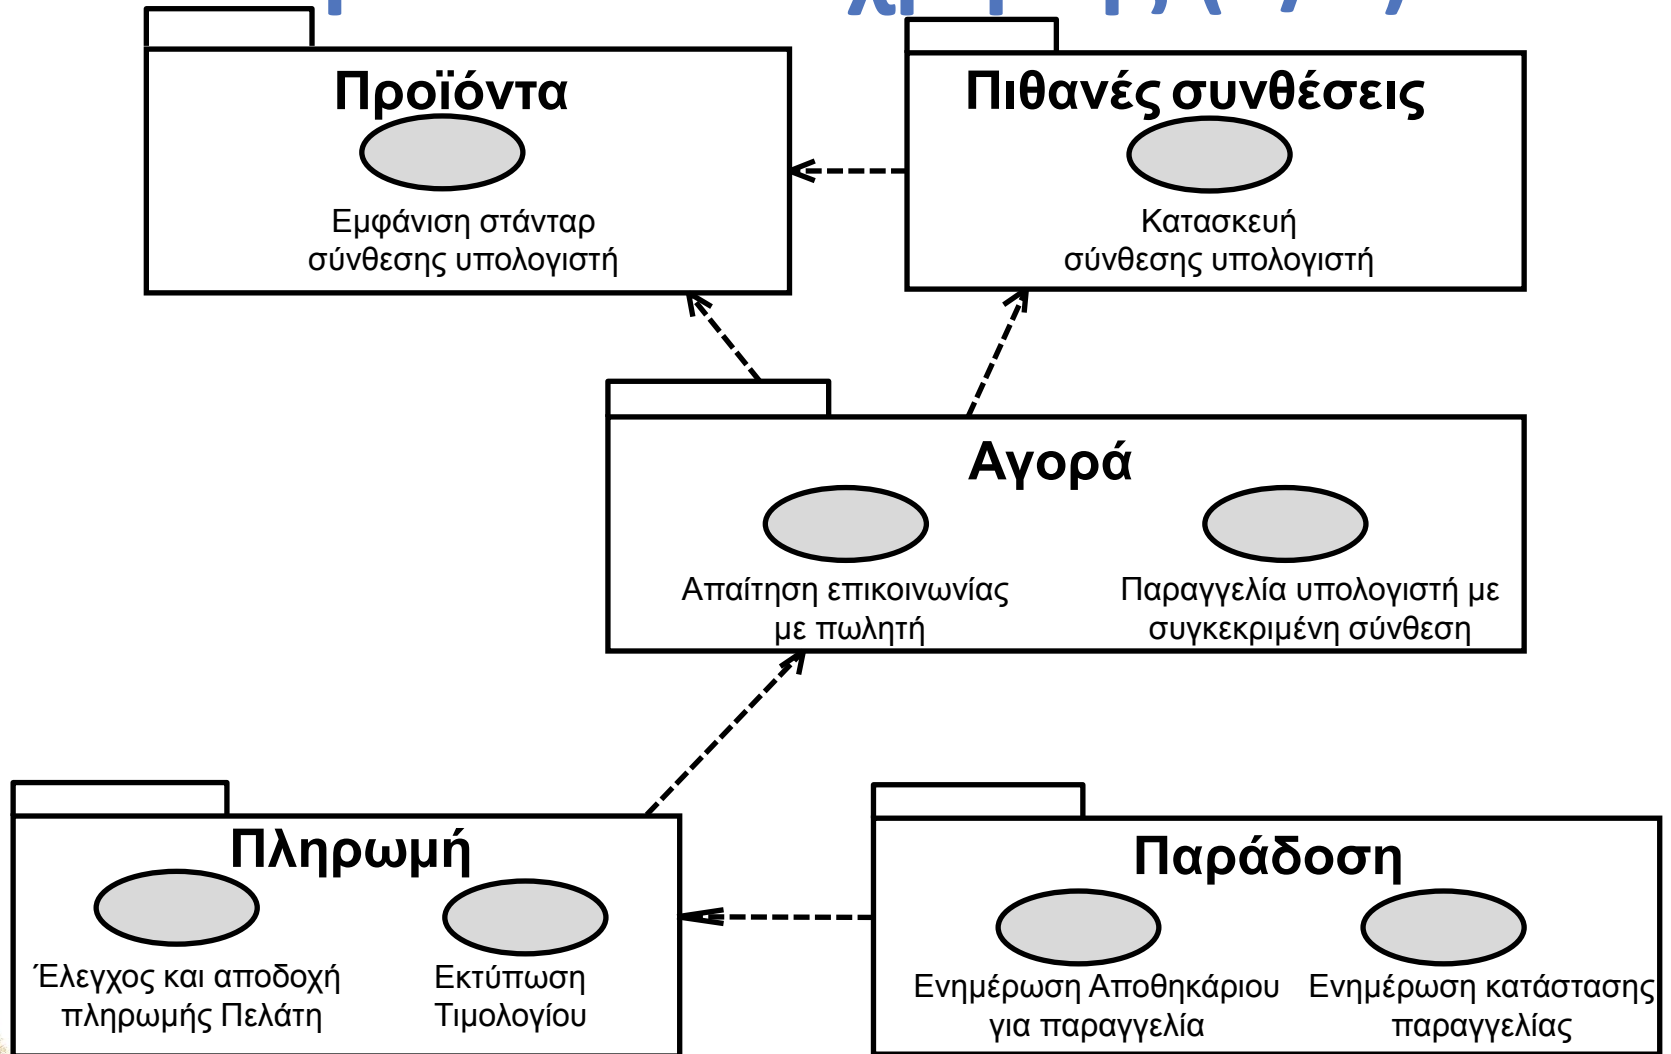 Προϊόντα
Εμφάνιση στάνταρ
σύνθεσης υπολογιστή
Πιθανές συνθέσεις
Κατασκευή
σύνθεσης υπολογιστή
Αγορά
Απαίτηση επικοινωνίας
με πωλητή
Παραγγελία υπολογιστή με
συγκεκριμένη σύνθεση
Πληρωμή
Έλεγχος και αποδοχή
πληρωμής Πελάτη
Εκτύπωση
Τιμολογίου
Παράδοση
Ενημέρωση Αποθηκάριου
για παραγγελία
Ενημέρωση κατάστασης
παραγγελίας